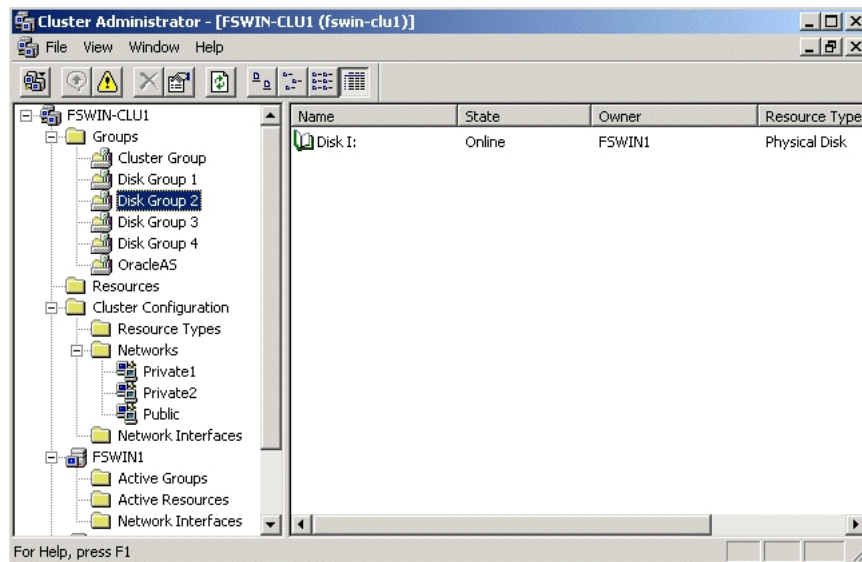 Cluster Administrator - [FSWIN-CLU1 (fswin-clu1)]
File View Window Help
FSWIN-CLU1
Groups
Cluster Group
Disk Group 1
Disk Group 2
Disk Group 3
Disk Group 4
OracleAS
Resources
Cluster Configuration
Resource Types
Networks
Private1
Private2
Public
Network Interfaces
FSWIN1
Active Groups
Active Resources
Network Interfaces
Name State Owner Resource Type
Disk I: Online FSWIN1 Physical Disk
For Help, press F1